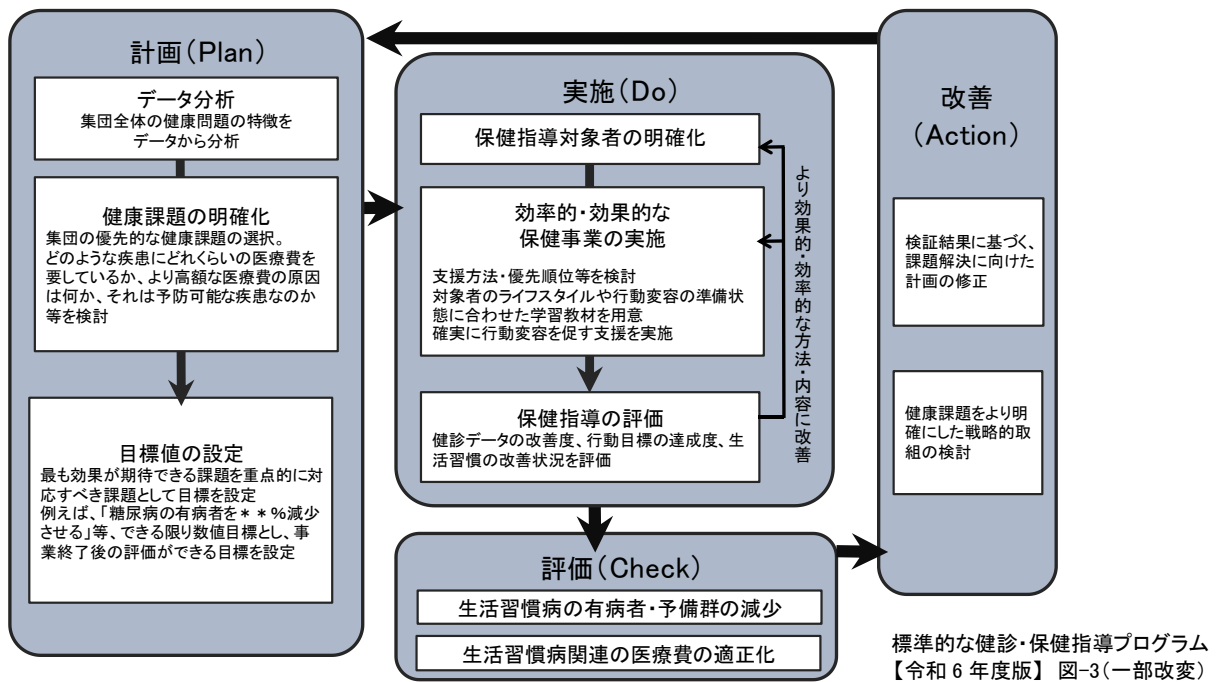 計画(Plan)
データ分析
集団全体の健康問題の特徴を
データから分析
健康課題の明確化
集団の優先的な健康課題の選択。
どのような疾患にどれくらいの医療費を
要しているか、より高額な医療費の原因
は何か、それは予防可能な疾患なのか
等を検討
目標値の設定
最も効果が期待できる課題を重点的に対
応すべき課題として目標を設定
例えば、「糖尿病の有病者を＊＊%減少
させる」等、できる限り数値目標とし、事
業終了後の評価ができる目標を設定
実施(Do)
保健指導対象者の明確化
効率的・効果的な
保健事業の実施
支援方法・優先順位等を検討
対象者のライフスタイルや行動変容の準備状
態に合わせた学習教材を用意
確実に行動変容を促す支援を実施
保健指導の評価
健診データの改善度、行動目標の達成度、生
活習慣の改善状況を評価
より効果的・効率的な方法・内容に改善
評価(Check)
生活習慣病の有病者・予備群の減少
生活習慣病関連の医療費の適正化
改善
(Action)
検証結果に基づく、
課題解決に向けた
計画の修正
健康課題をより明
確にした戦略的取
組の検討
標準的な健診・保健指導プログラム
【令和 6 年度版】 図-3(一部改変)